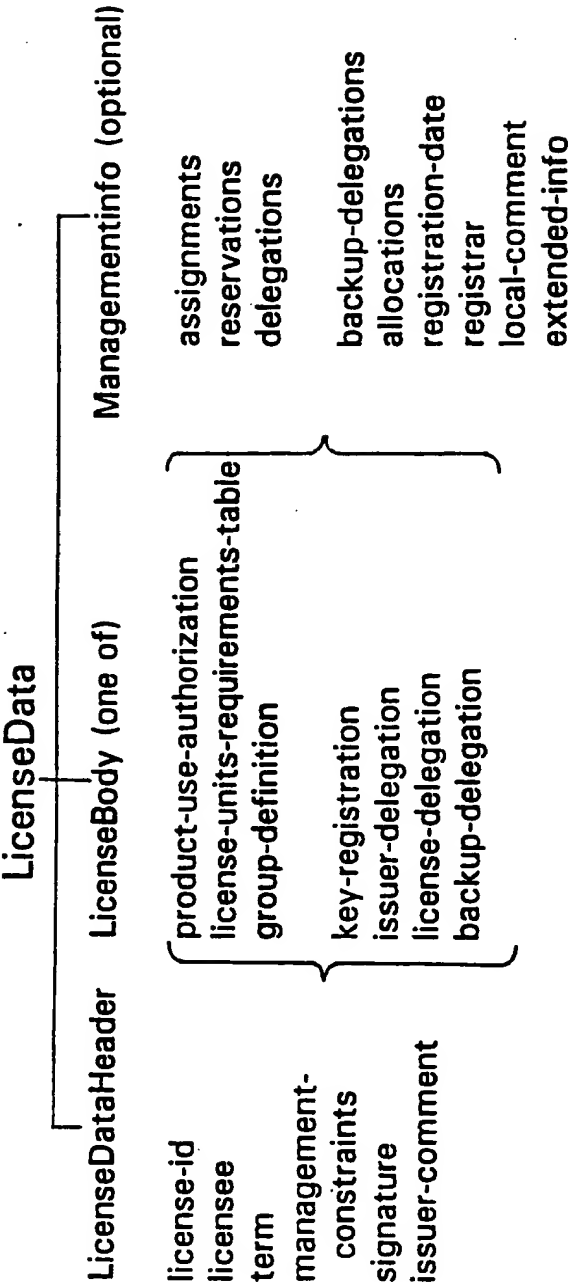 LicenseData
LicenseDataHeader
license-id
licensee
term
management-
constraints
signature
issuer-comment
LicenseBody (one of)
product-use-authorization
license-units-requirements-table
group-definition
key-registration
issuer-delegation
license-delegation
backup-delegation
Managementinfo (optional)
assignments
reservations
delegations
backup-delegations
allocations
registration-date
registrar
local-comment
extended-info